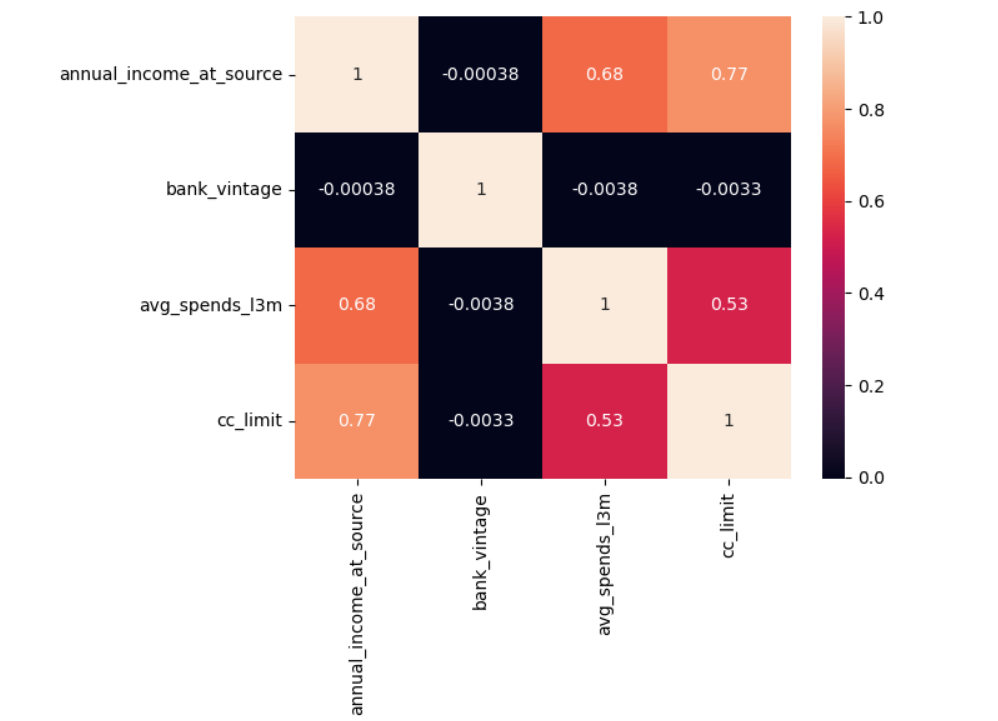 1.0
annual_income_at_source 1 -0.00038 0.68 0.77
0.8
bank_vintage -0.00038 1 -0.0038 -0.0033
0.6
avg_spends_l3m 0.68 -0.0038 1 0.53
0.4
0.2
cc_limit 0.77 -0.0033 0.53 1
0.0
annual_income_at_source
bank_vintage
avg_spends_l3m
cc_limit